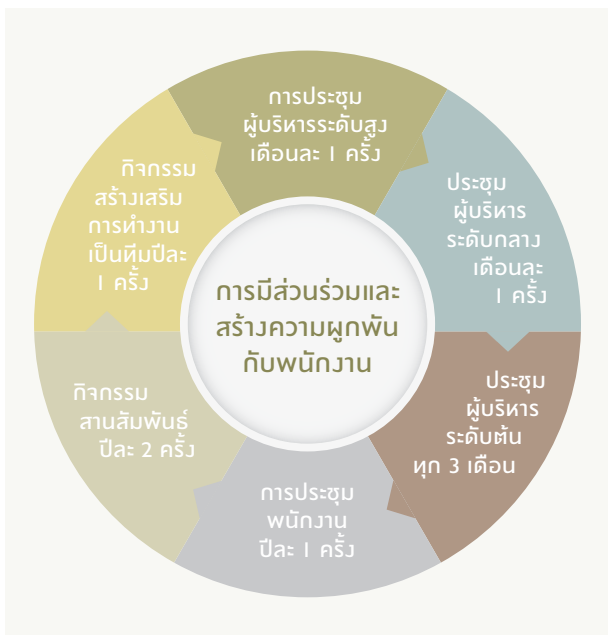 การประชุม
ผู้บริหารระดับสูง
เดือนละ 1 ครั้ง
ประชุม
ผู้บริหาร
ระดับกลาง
เดือนละ
1 ครั้ง
ประชุม
ผู้บริหาร
ระดับต้น
ทุก 3 เดือน
การประชุม
พนักงาน
ปีละ 1 ครั้ง
กิจกรรม
สานสัมพันธ์
ปีละ 2 ครั้ง
กิจกรรม
สร้างเสริม
การทำงาน
เป็นทีมปีละ
1 ครั้ง
การมีส่วนร่วมและ
สร้างความผูกพัน
กับพนักงาน